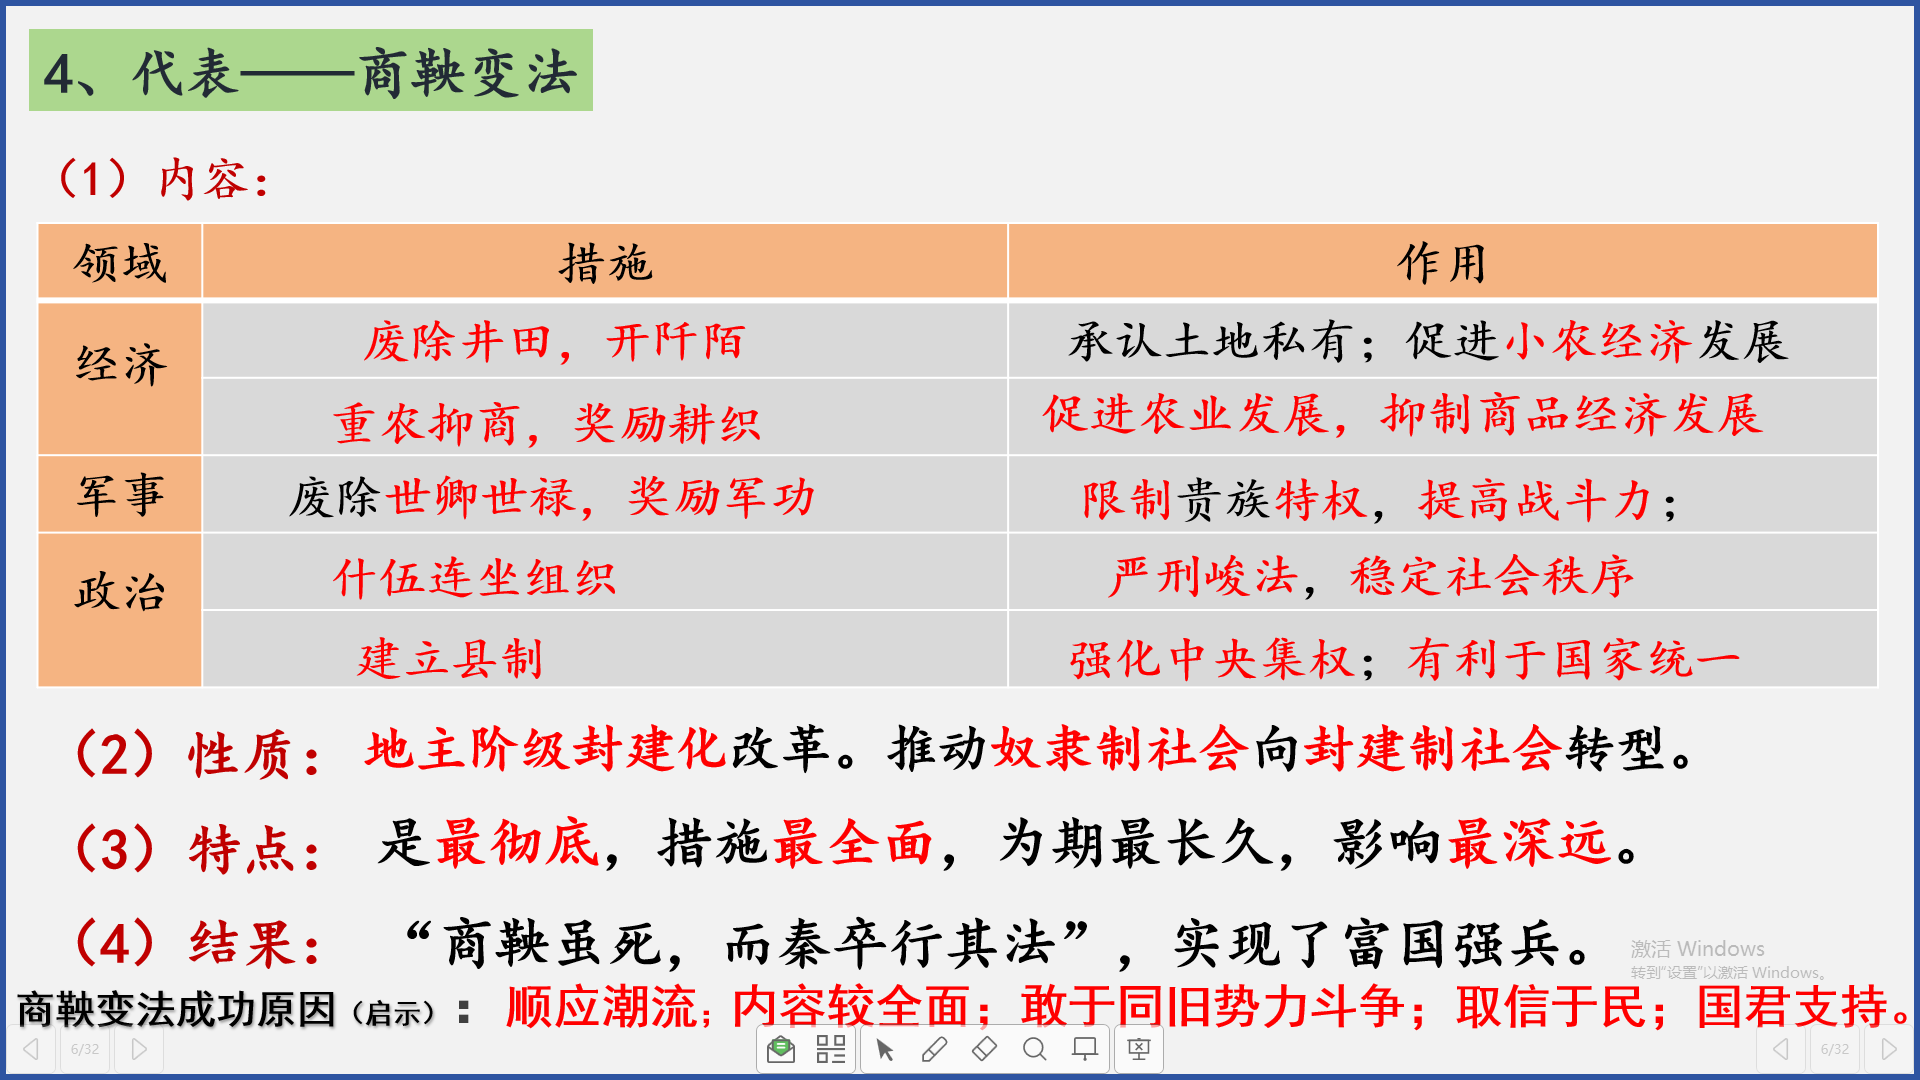 4、代表——商鞅变法
（1）内容：
领域 措施 作用
经济 废除井田，开阡陌 承认土地私有；促进小农经济发展
重农抑商，奖励耕织 促进农业发展，抑制商品经济发展
军事 废除世卿世禄，奖励军功 限制贵族特权，提高战斗力；
政治 什伍连坐组织 严刑峻法，稳定社会秩序
建立县制 强化中央集权；有利于国家统一
（2）性质：地主阶级封建化改革。推动奴隶制社会向封建制社会转型。
（3）特点：是最彻底，措施最全面，为期最长久，影响最深远。
（4）结果：“商鞅虽死，而秦卒行其法”，实现了富国强兵。
激活 Windows
转到“设置”以激活 Windows。
商鞅变法成功原因（启示）：顺应潮流；内容较全面；敢于同旧势力斗争；取信于民；国君支持。
6/32 6/32